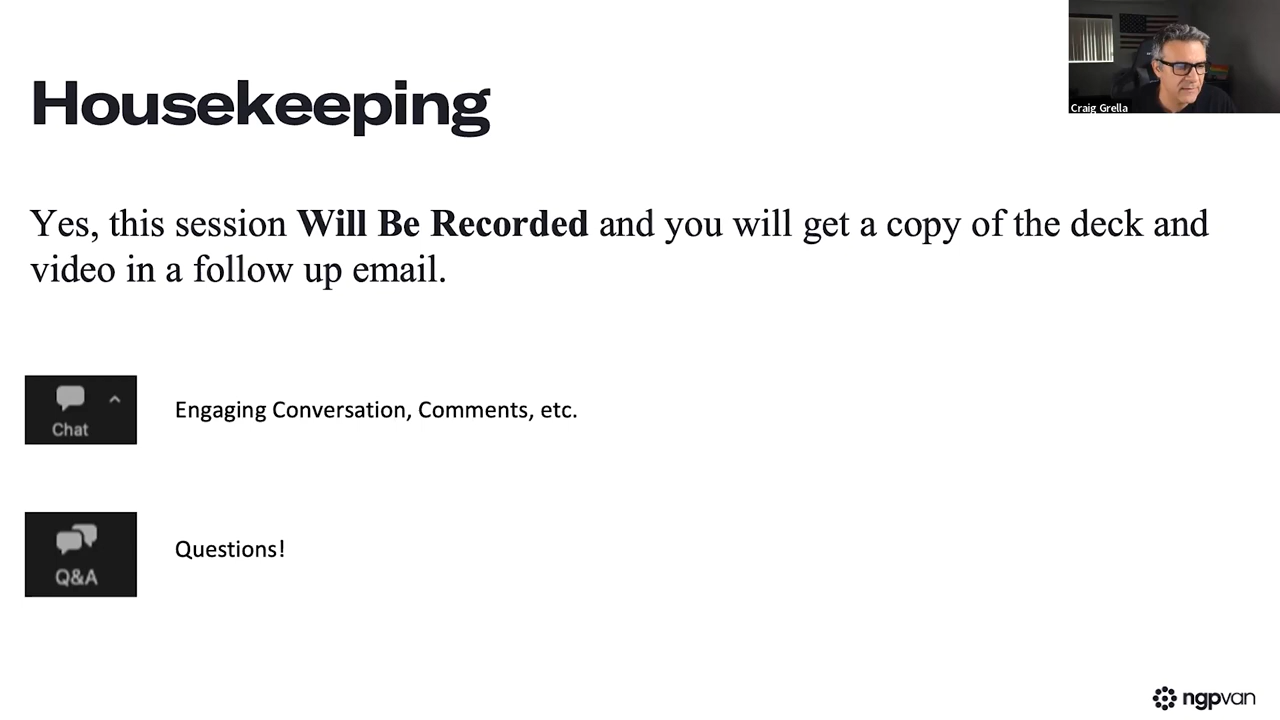 Housekeeping
Craig Grella
Yes, this session Will Be Recorded and you will get a copy of the deck and
video in a follow up email.
Chat
Engaging Conversation, Comments, etc.
Q&A
Questions!
ngpvan